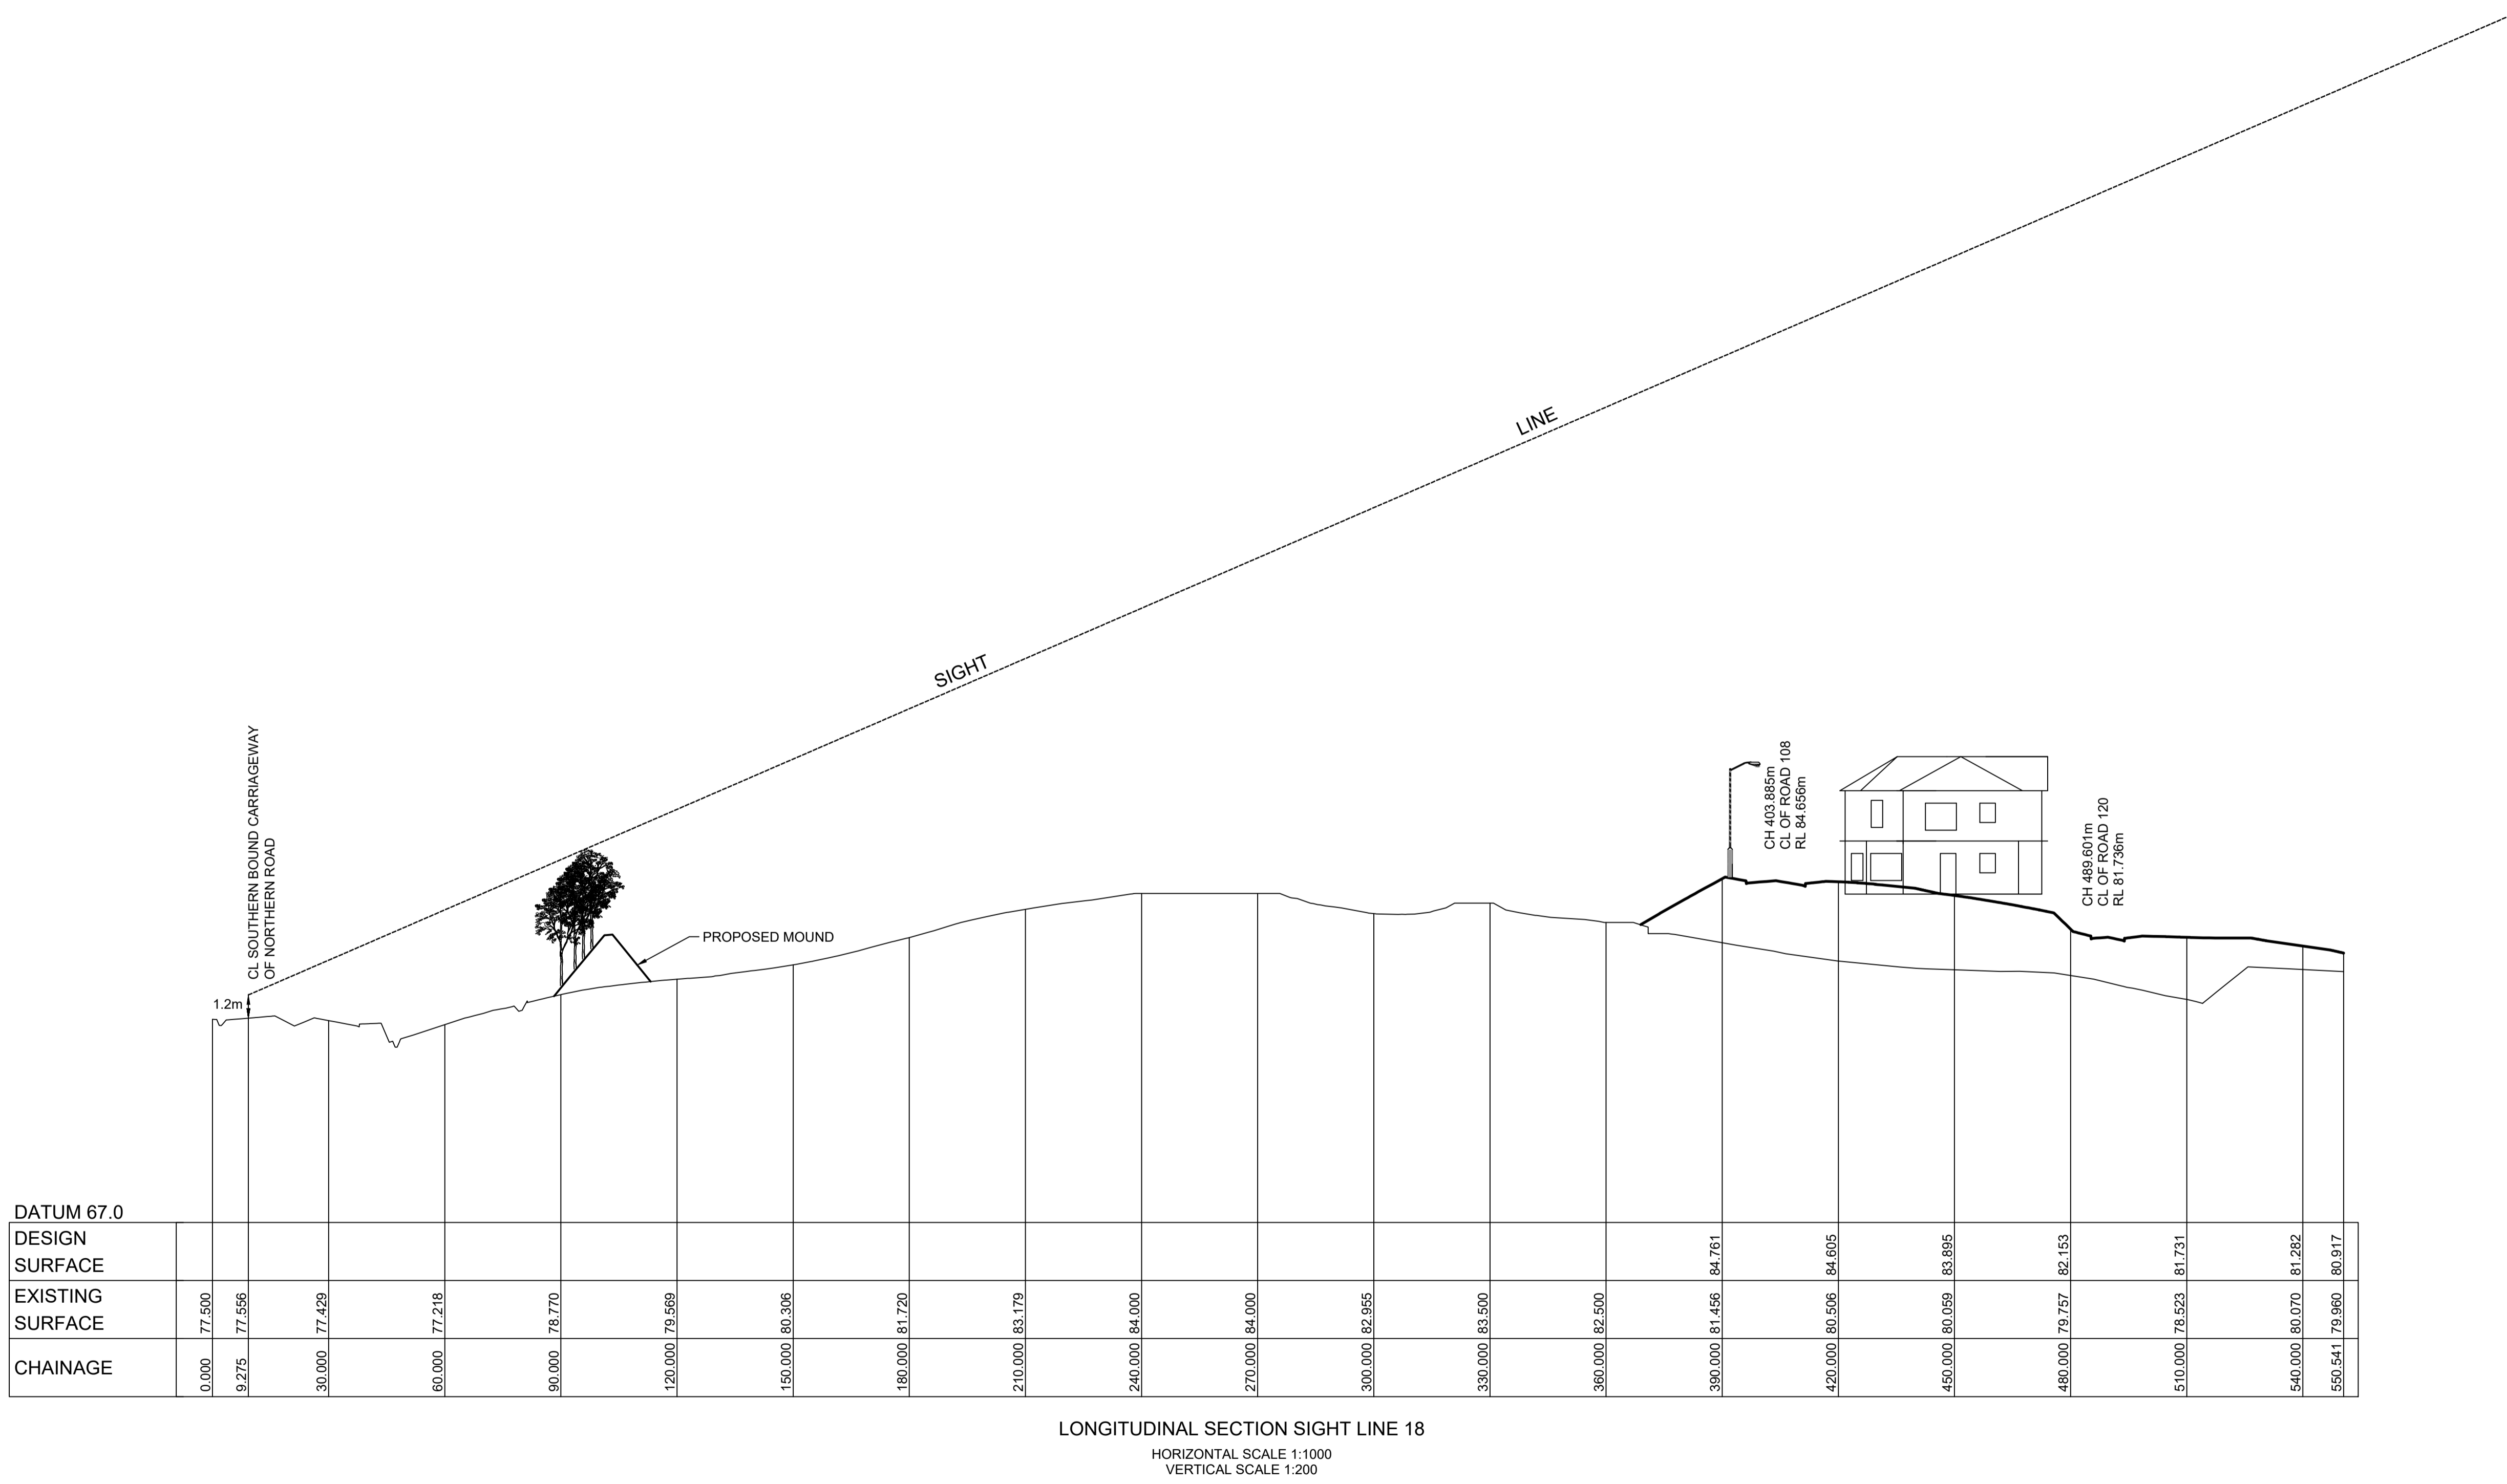 LINE
SIGHT
CL SOUTHERN BOUND CARRIAGEWAY
OF NORTHERN ROAD
1.2m
PROPOSED MOUND
CH 403.885m
CL OF ROAD 108
RL 84.656m
CH 489.601m
CL OF ROAD 120
RL 81.736m
DATUM 67.0
DESIGN
SURFACE
84.761 84.605 83.895 82.153 81.731 81.282 80.917
EXISTING
SURFACE
77.500 77.556 77.429 77.218 78.770 79.569 80.306 81.720 83.179 84.000 84.000 82.955 83.500 82.500 81.456 80.506 80.059 79.757 78.523 80.070 79.960
CHAINAGE
0.000 9.275 30.000 60.000 90.000 120.000 150.000 180.000 210.000 240.000 270.000 300.000 330.000 360.000 390.000 420.000 450.000 480.000 510.000 540.000 550.541
LONGITUDINAL SECTION SIGHT LINE 18
HORIZONTAL SCALE 1:1000
VERTICAL SCALE 1:200